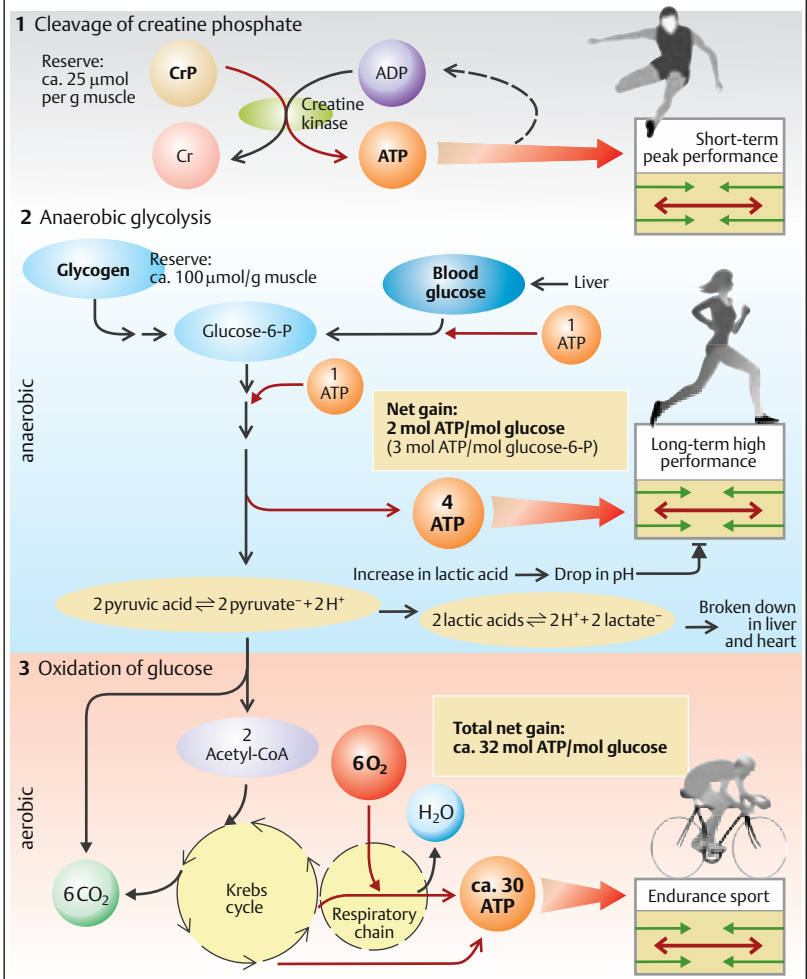 1 Cleavage of creatine phosphate
Reserve:
ca. 25 µmol
per g muscle
CrP
ADP
Creatine
kinase
Cr
ATP
Short-term
peak performance
2 Anaerobic glycolysis
Glycogen
Reserve:
ca. 100 µmol/g muscle
Blood
glucose
Liver
Glucose-6-P
1
ATP
1
ATP
anaerobic
Net gain:
2 mol ATP/mol glucose
(3 mol ATP/mol glucose-6-P)
Long-term high
performance
4
ATP
Increase in lactic acid
Drop in pH
2 pyruvic acid ⇌ 2 pyruvate⁻ + 2 H⁺
2 lactic acids ⇌ 2 H⁺ + 2 lactate⁻
Broken down
in liver
and heart
3 Oxidation of glucose
2
Acetyl-CoA
6 O₂
Total net gain:
ca. 32 mol ATP/mol glucose
H₂O
aerobic
6 CO₂
Krebs
cycle
Respiratory
chain
ca. 30
ATP
Endurance sport